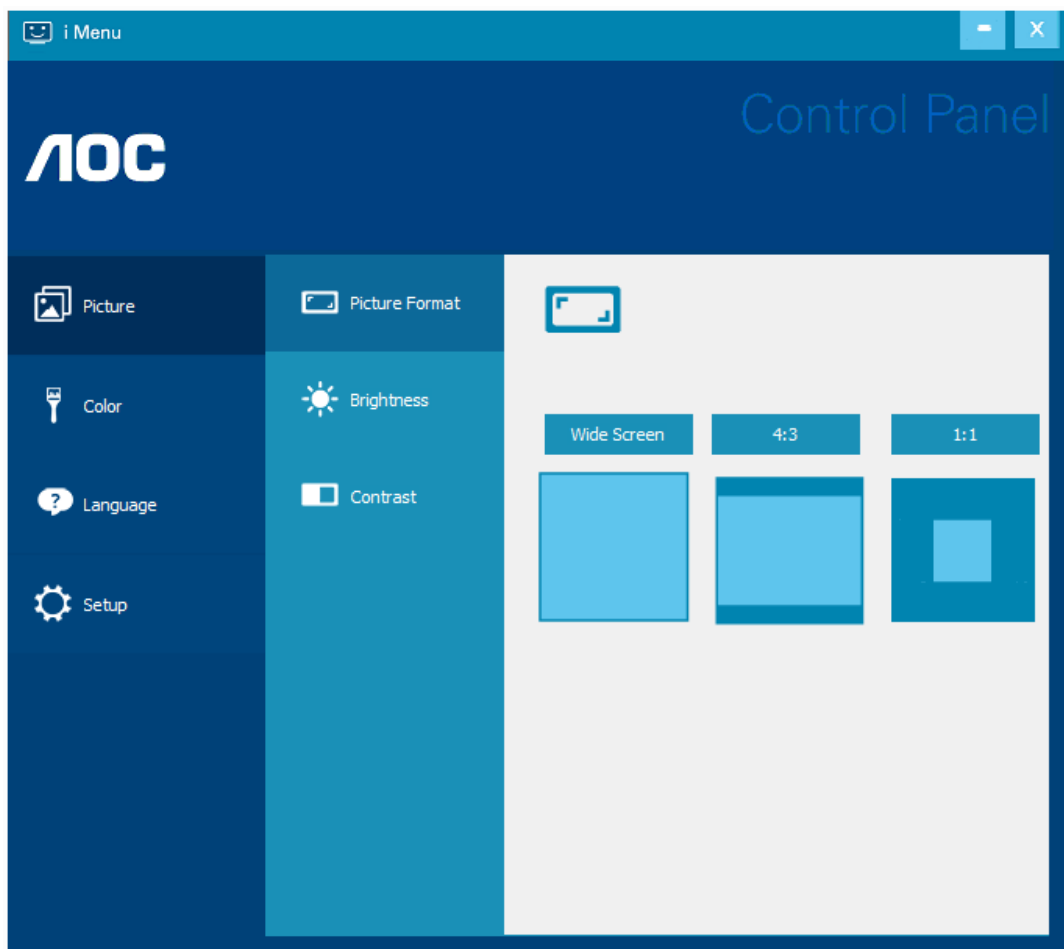 i Menu
Control Panel
AOC
Picture
Color
Language
Setup
Picture Format
Brightness
Contrast
Wide Screen
4:3
1:1